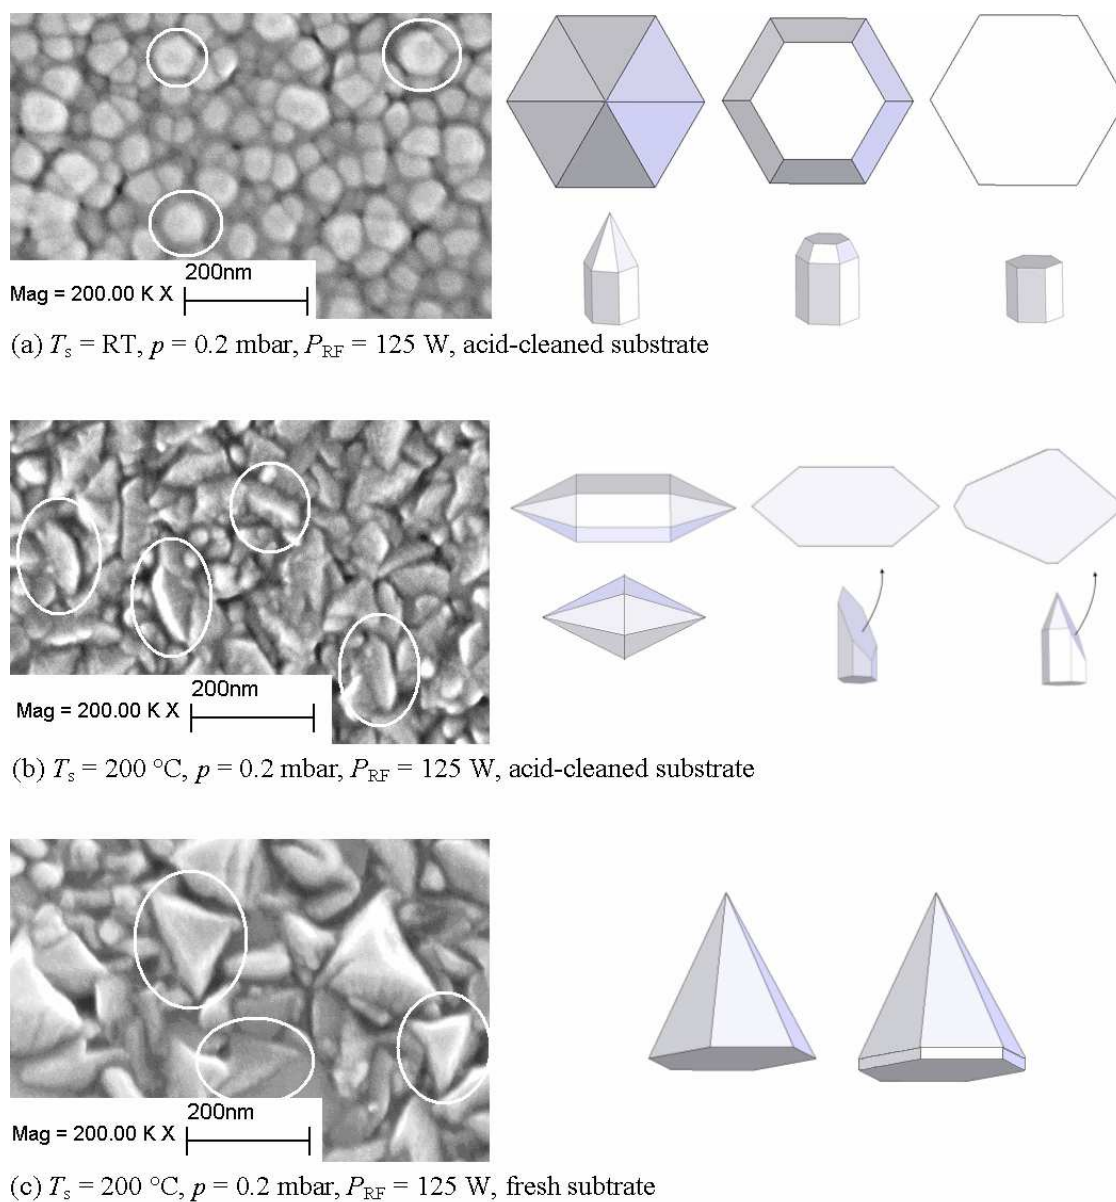 200nm
Mag = 200.00 K X
(a) Ts = RT, p = 0.2 mbar, PRF = 125 W, acid-cleaned substrate
200nm
Mag = 200.00 K X
(b) Ts = 200 °C, p = 0.2 mbar, PRF = 125 W, acid-cleaned substrate
200nm
Mag = 200.00 K X
(c) Ts = 200 °C, p = 0.2 mbar, PRF = 125 W, fresh subtrate